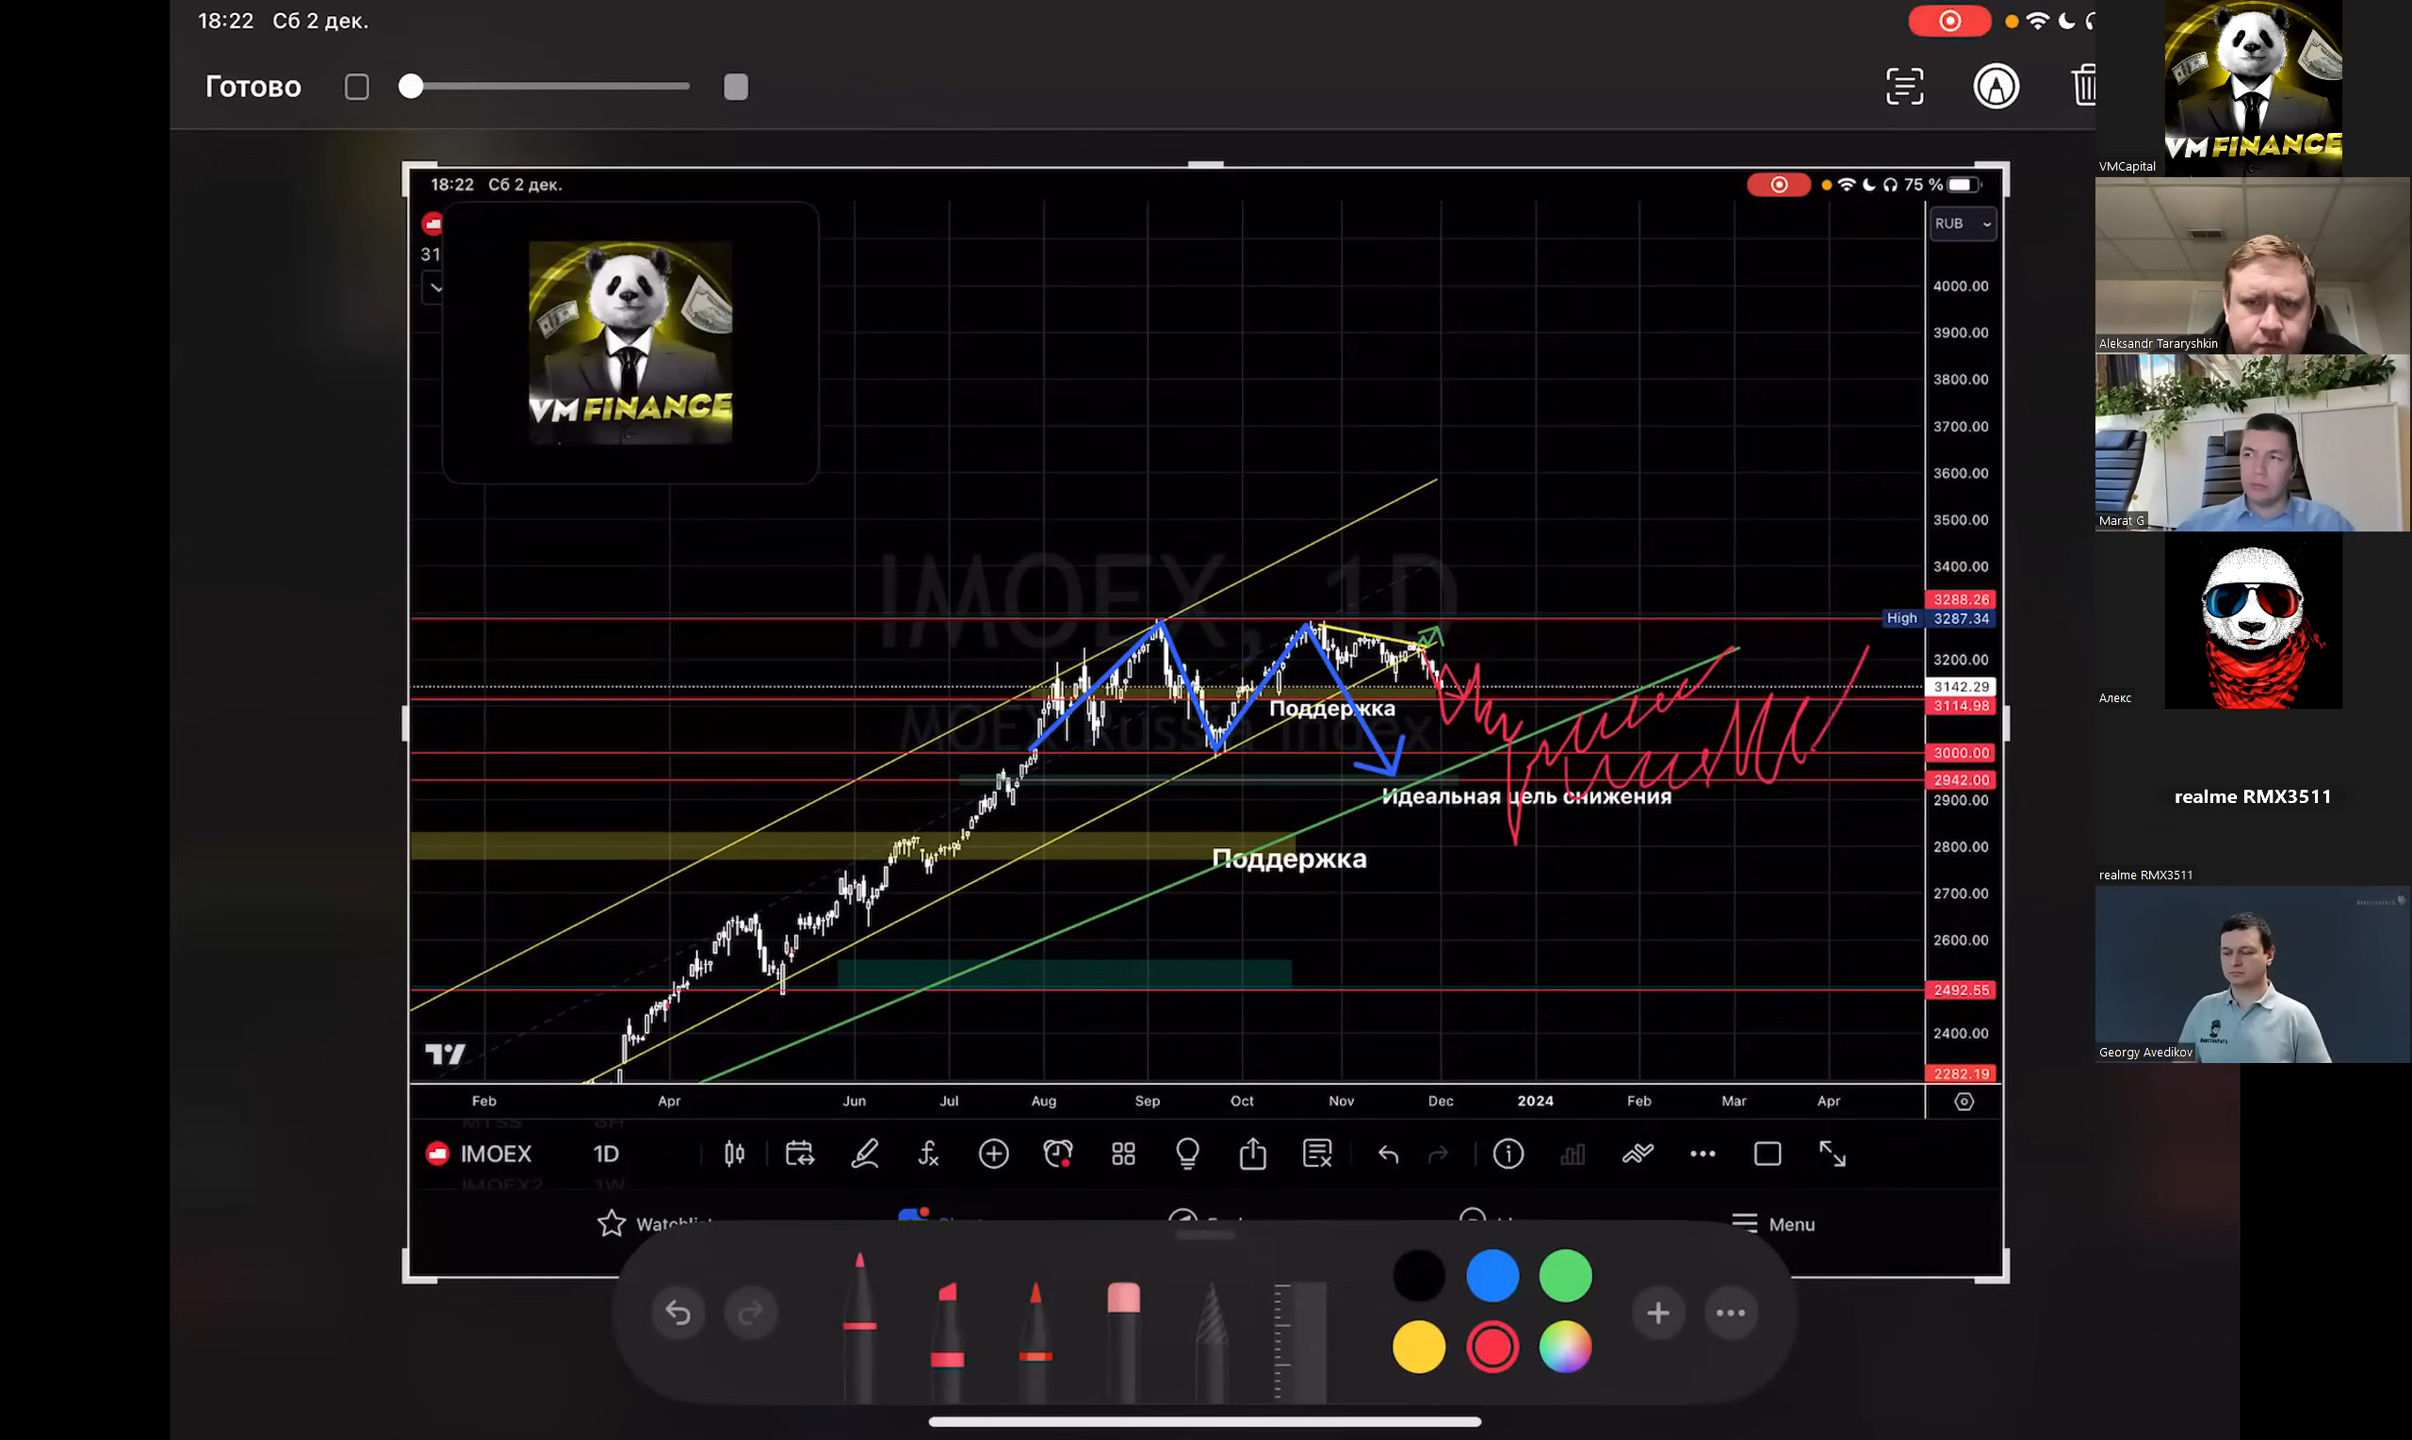 18:22 Сб 2 дек.
Готово
18:22 Сб 2 дек.
75 %
31
VM FINANCE
RUB
4000.00
3900.00
3800.00
3700.00
3600.00
3500.00
3400.00
3288.26
High 3287.34
3200.00
3142.29
3114.98
3000.00
2942.00
2900.00
2800.00
2700.00
2600.00
2492.55
2400.00
2282.19
IMOEX, 1D
MOEX Russia Index
Поддержка
Идеальная цель снижения
Поддержка
Feb Apr Jun Jul Aug Sep Oct Nov Dec 2024 Feb Mar Apr
MTSS
IMOEX 1D
IMOEX2 1W
Menu
VM FINANCE
VMCapital
Aleksandr Tararyshkin
Marat G
Алекс
realme RMX3511
realme RMX3511
Georgy Avedikov